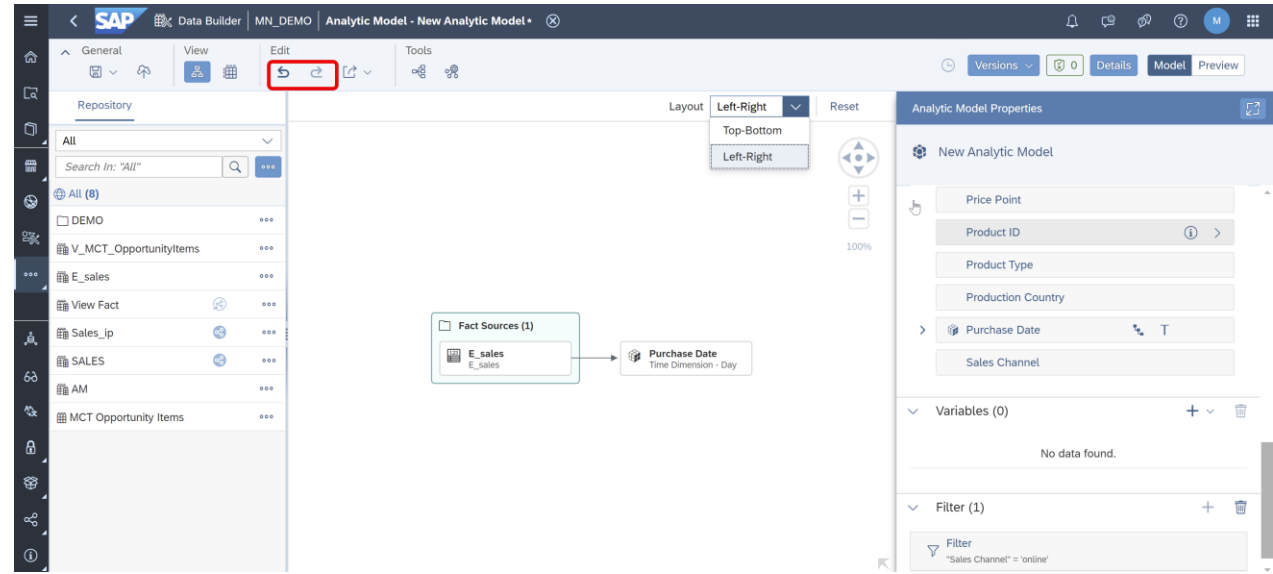 SAP Data Builder MN_DEMO Analytic Model - New Analytic Model* M
General View Edit Tools
Versions 0 Details Model Preview
Repository
Layout Left-Right Reset
Top-Bottom
Left-Right
All
Search In: "All"
All (8)
DEMO
V_MCT_OpportunityItems
E_sales
View Fact
Sales_ip
SALES
AM
MCT Opportunity Items
100%
Fact Sources (1)
E_sales
E_sales
Purchase Date
Time Dimension - Day
Analytic Model Properties
New Analytic Model
Price Point
Product ID
Product Type
Production Country
Purchase Date T
Sales Channel
Variables (0)
No data found.
Filter (1)
Filter
"Sales Channel" = 'online'